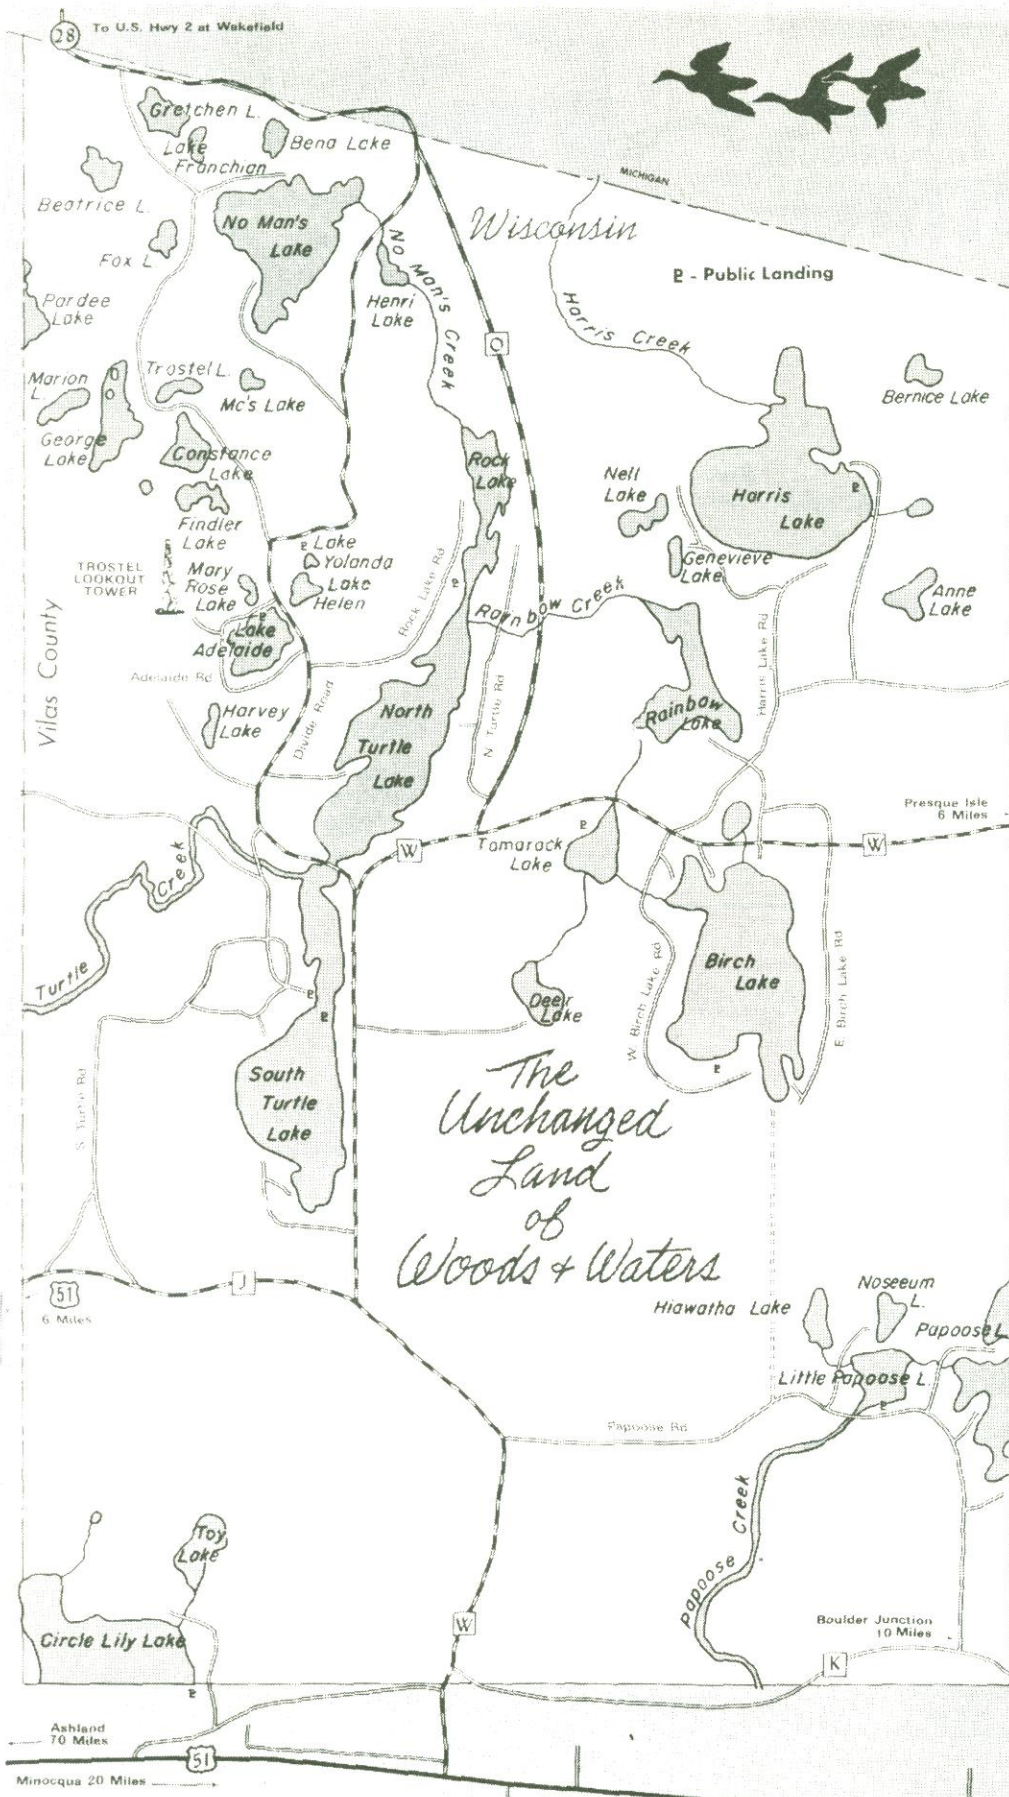 28
To U.S. Hwy 2 at Wakefield
Gretchen L.
Lake
Franchian
Bena Lake
Beatrice L.
No Man's
Lake
Fox L.
MICHIGAN
Wisconsin
P - Public Landing
Pardee
Lake
Henri
Lake
No Man's Creek
Harris Creek
O
Marion
L.
Trostel L.
Mc's Lake
Bernice Lake
George
Lake
Constance
Lake
Rock
Lake
Nell
Lake
Harris
Lake
P
Findler
Lake
P
Lake
Yolanda
Genevieve
Lake
TROSTEL
LOOKOUT
TOWER
Mary
Rose
Lake
Lake
Helen
Rock Lake Rd
P
Rainbow Creek
Anne
Lake
P
Lake
Adelaide
Vilas County
Adelaide Rd
Harris Lake Rd
Harvey
Lake
Divide Road
North
Turtle
Lake
N Turtle Rd
Rainbow
Lake
Presque Isle
6 Miles
W
Tamarack
Lake
P
W
Turtle Creek
Birch
Lake
W. Birch Lake Rd
E. Birch Lake Rd
P
P
Deer
Lake
P
South
Turtle
Lake
S. Turtle Rd
The
Unchanged
Land
of
Woods & Waters
51
6 Miles
J
Hiawatha Lake
Noseeum
L.
Papoose L.
Little Papoose L.
P
Papoose Rd
Papoose Creek
Toy
Lake
Circle Lily Lake
P
W
Boulder Junction
10 Miles
K
Ashland
70 Miles
51
Minocqua 20 Miles